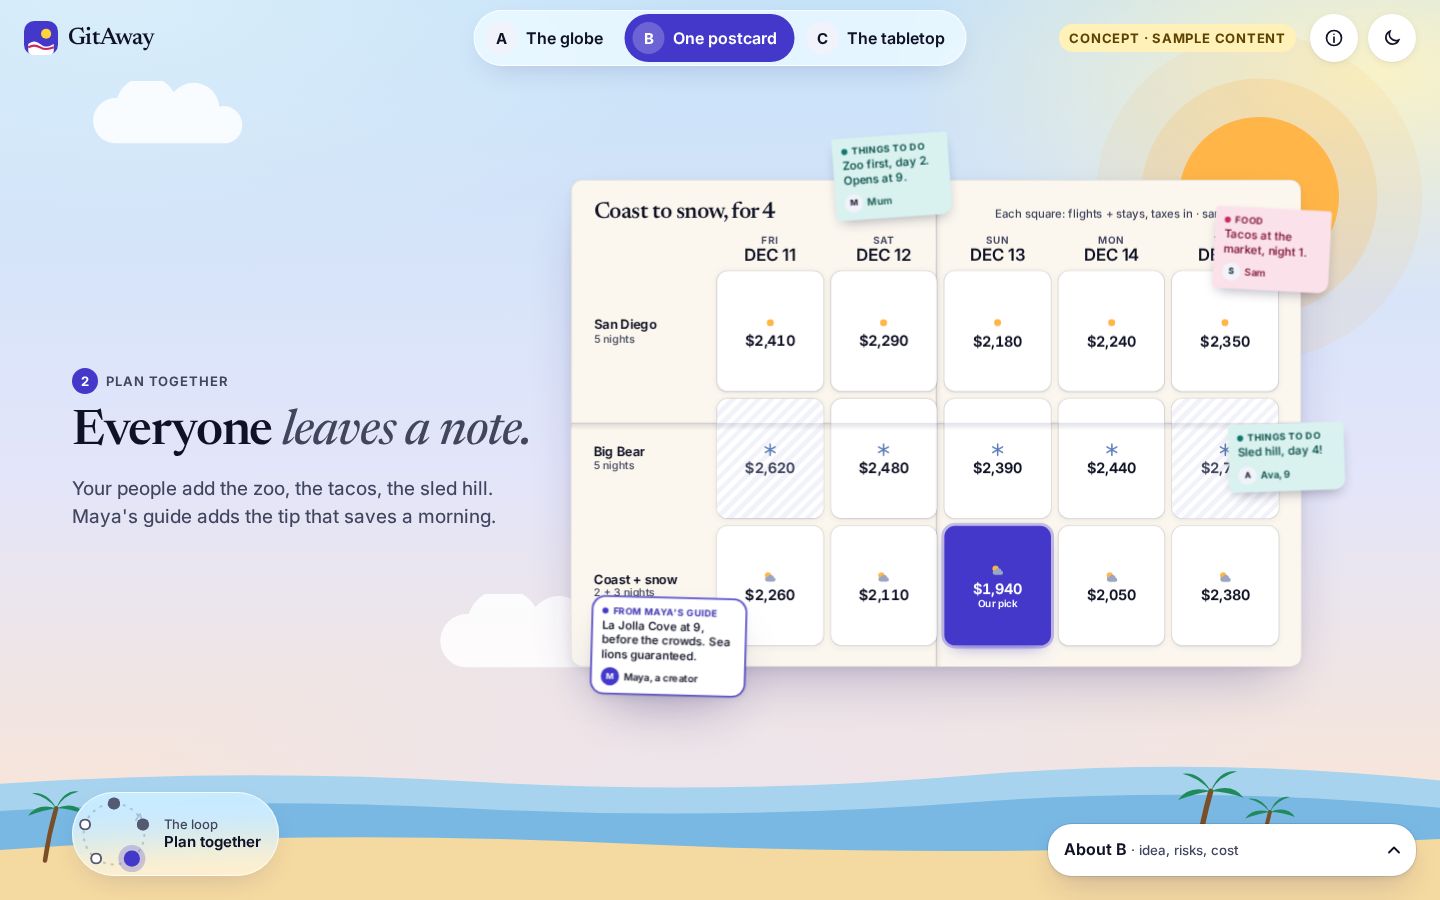 GitAway
A The globe
B One postcard
C The tabletop
CONCEPT · SAMPLE CONTENT
2 PLAN TOGETHER
Everyone leaves a note.
Your people add the zoo, the tacos, the sled hill.
Maya's guide adds the tip that saves a morning.
Coast to snow, for 4
Each square: flights + stays, taxes in ·
FRI
DEC 11
SAT
DEC 12
SUN
DEC 13
MON
DEC 14
San Diego
5 nights
$2,410
$2,290
$2,180
$2,240
$2,350
Big Bear
5 nights
$2,620
$2,480
$2,390
$2,440
Coast + snow
2 + 3 nights
$2,260
$2,110
$1,940
Our pick
$2,050
$2,380
THINGS TO DO
Zoo first, day 2.
Opens at 9.
M Mum
FOOD
Tacos at the
market, night 1.
S Sam
THINGS TO DO
Sled hill, day 4!
A Ava, 9
FROM MAYA'S GUIDE
La Jolla Cove at 9,
before the crowds. Sea
lions guaranteed.
M Maya, a creator
The loop
Plan together
About B · idea, risks, cost